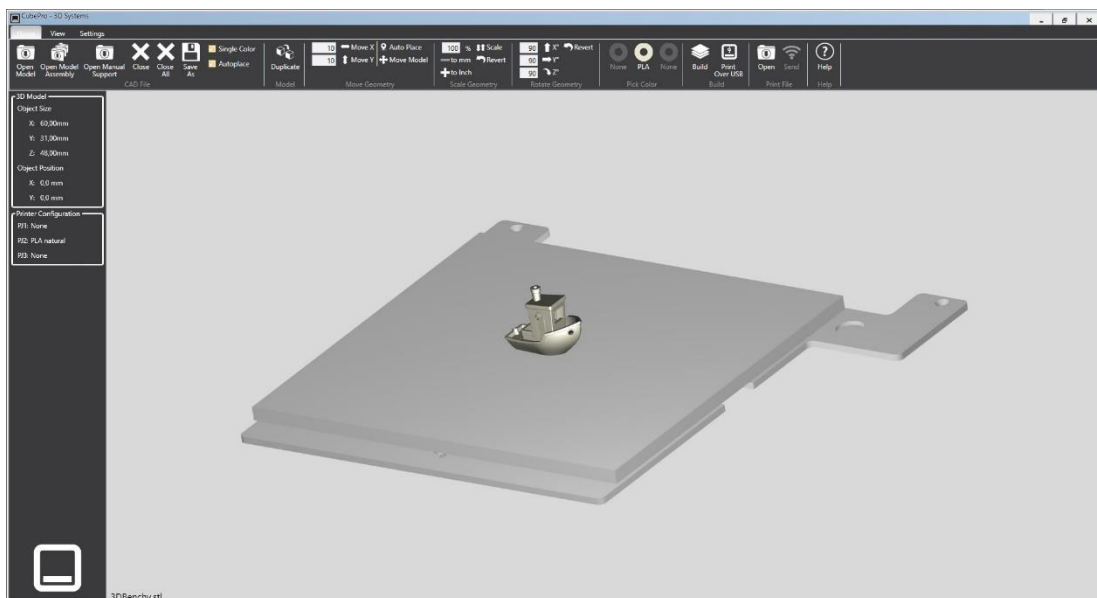 CubePro - 3D Systems
Home View Settings
Open Model
Open Model Assembly
Open Manual Support
Close
Close All
Save As
Single Color
Autoplace
CAD File
Duplicate
Model
10 Move X
10 Move Y
Auto Place
Move Model
Move Geometry
100 % Scale
to mm
Revert
to Inch
Scale Geometry
90 X° Revert
90 Y°
90 Z°
Rotate Geometry
None PLA None
Pick Color
Build
Print Over USB
Build
Open Send
Print File
Help
Help
3D Model
Object Size
X: 60,00mm
Y: 31,00mm
Z: 48,00mm
Object Position
X: 0,0 mm
Y: 0,0 mm
Printer Configuration
PJ1: None
PJ2: PLA natural
PJ3: None
3DBenchy.stl